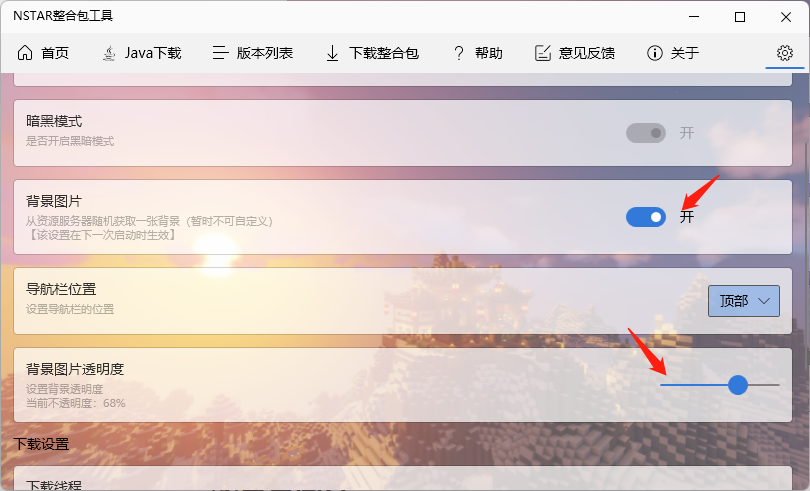 NSTAR整合包工具
首页 Java下载 版本列表 下载整合包 帮助 意见反馈 关于
暗黑模式
是否开启黑暗模式
开
背景图片
从资源服务器随机获取一张背景（暂时不可自定义）
【该设置在下一次启动时生效】
开
导航栏位置
设置导航栏的位置
顶部
背景图片透明度
设置背景透明度
当前不透明度：68%
下载设置
下载线程